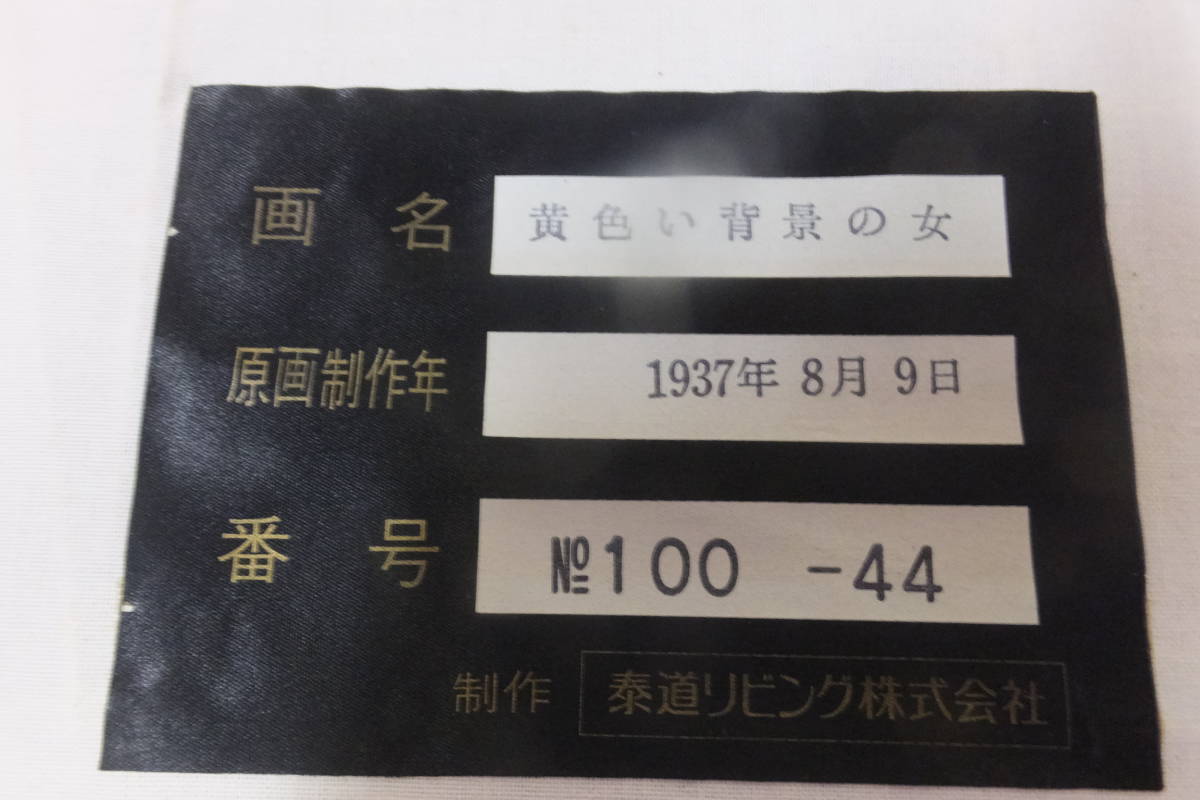 画名 黄色い背景の女
原画制作年 1937年 8月 9日
番号 №100 -44
制作 泰道リビング株式会社